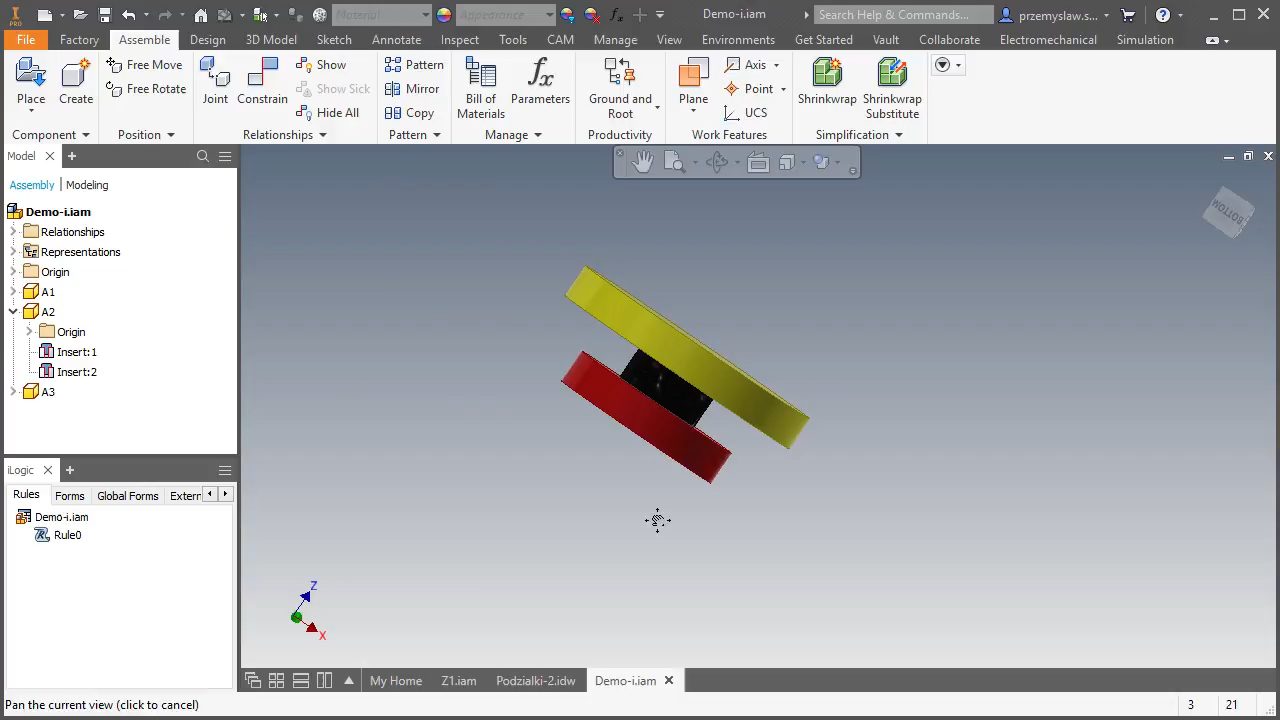 Material
Appearance
Demo-i.iam
Search Help & Commands...
przemyslaw.s...
PRO
File
Factory
Assemble
Design
3D Model
Sketch
Annotate
Inspect
Tools
CAM
Manage
View
Environments
Get Started
Vault
Collaborate
Electromechanical
Simulation
Place
Create
Free Move
Free Rotate
Joint
Constrain
Show
Show Sick
Hide All
Pattern
Mirror
Copy
Bill of
Materials
Parameters
Ground and
Root
Plane
Axis
Point
UCS
Shrinkwrap
Shrinkwrap
Substitute
Component
Position
Relationships
Pattern
Manage
Productivity
Work Features
Simplification
Model
Assembly
Modeling
Demo-i.iam
Relationships
Representations
Origin
A1
A2
Origin
Insert:1
Insert:2
A3
BOTTOM
iLogic
Rules
Forms
Global Forms
Extern
Demo-i.iam
Rule0
Z
X
My Home
Z1.iam
Podzialki-2.idw
Demo-i.iam
Pan the current view (click to cancel)
3
21